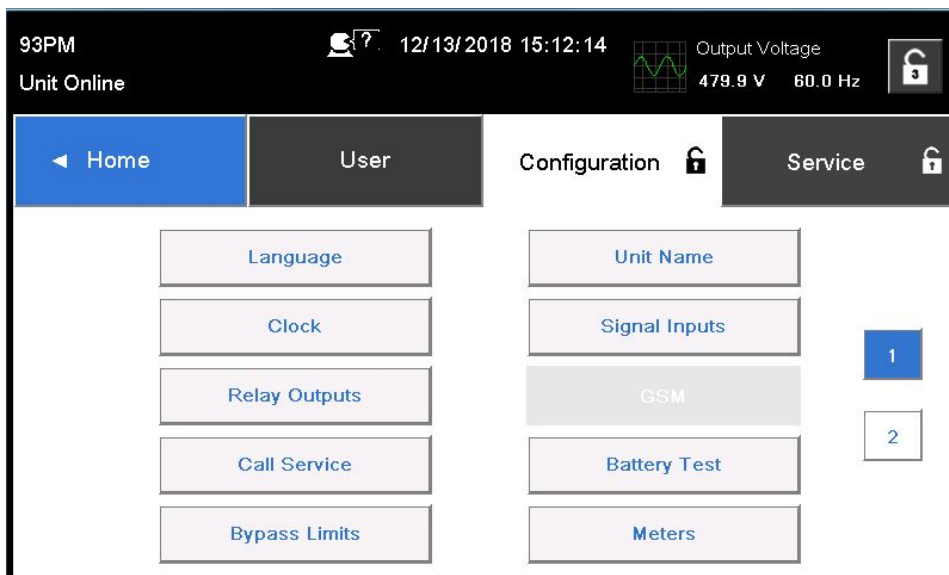 93PM ? 12/13/2018 15:12:14 Output Voltage
Unit Online 479.9 V 60.0 Hz 3
◄ Home User Configuration Service 1
Language Unit Name
Clock Signal Inputs
1
Relay Outputs GSM
2
Call Service Battery Test
Bypass Limits Meters